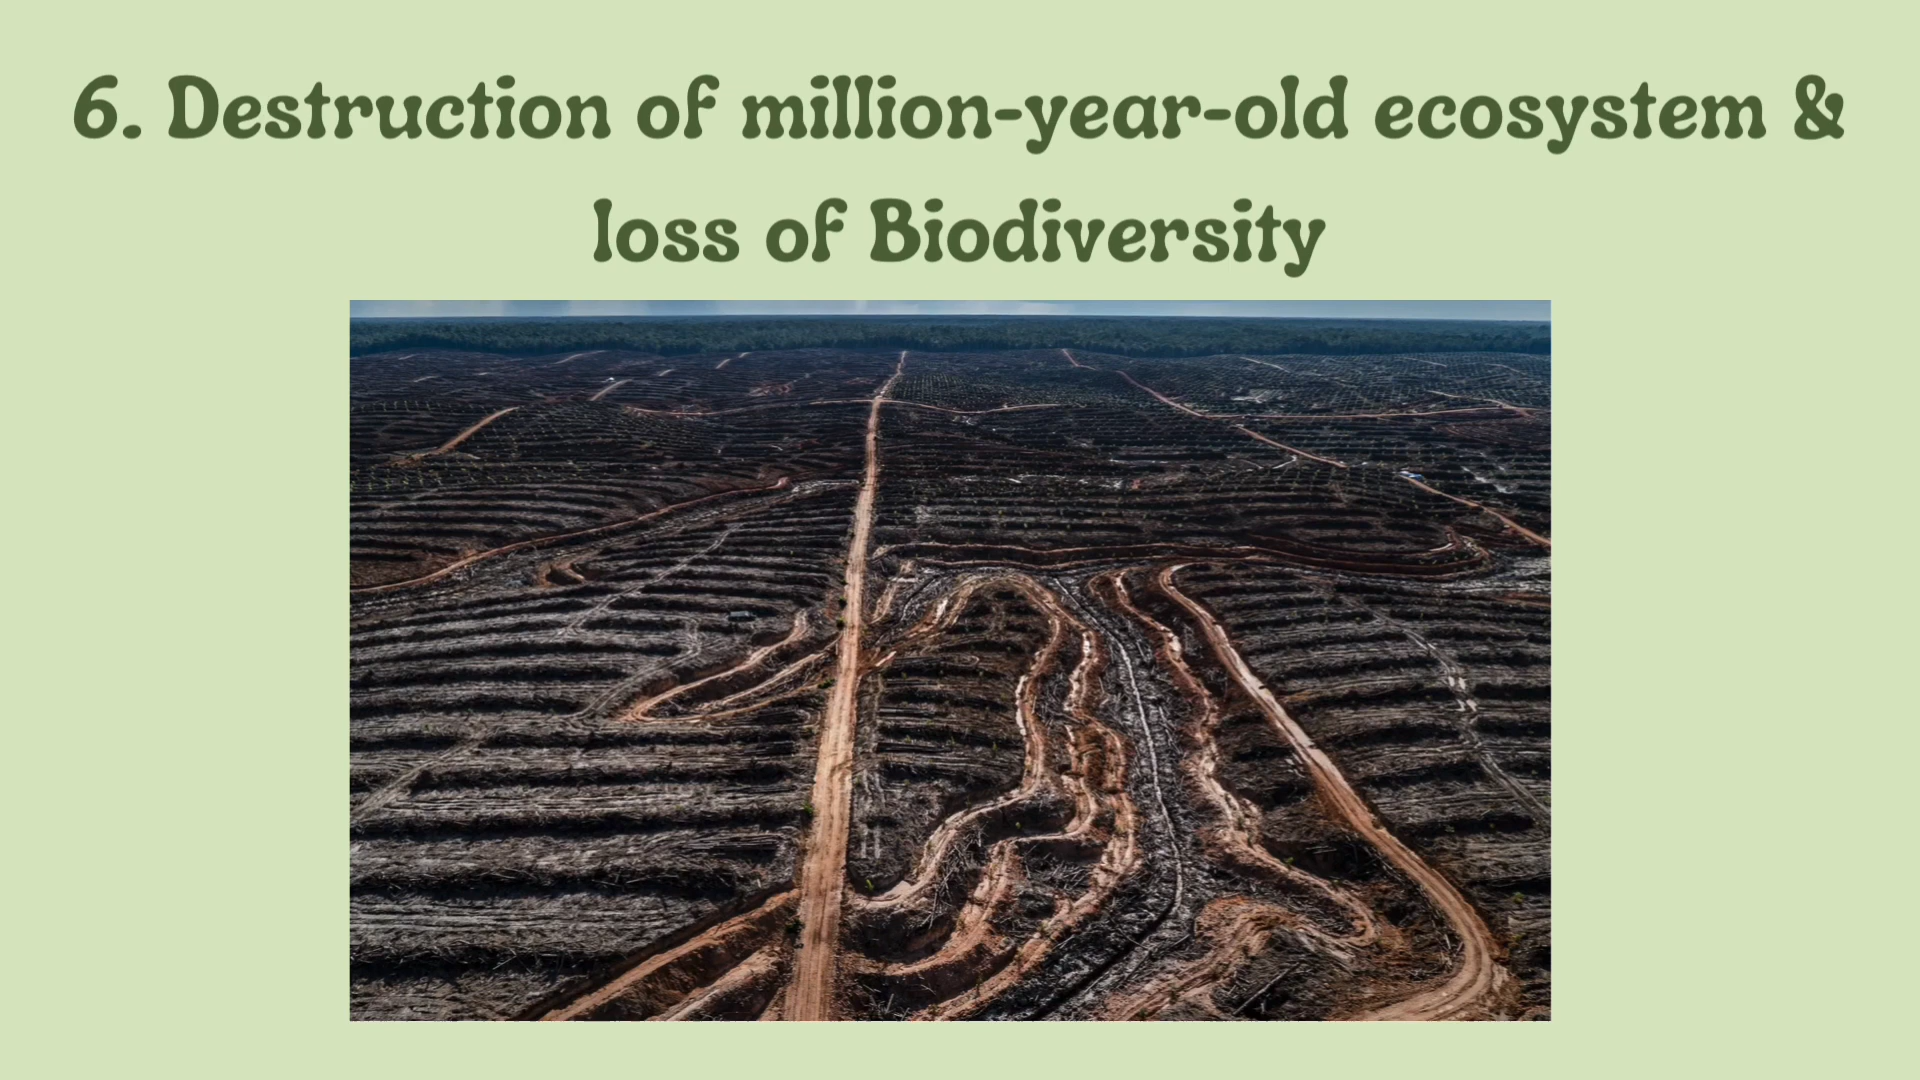 6. Destruction of million-year-old ecosystem &
loss of Biodiversity